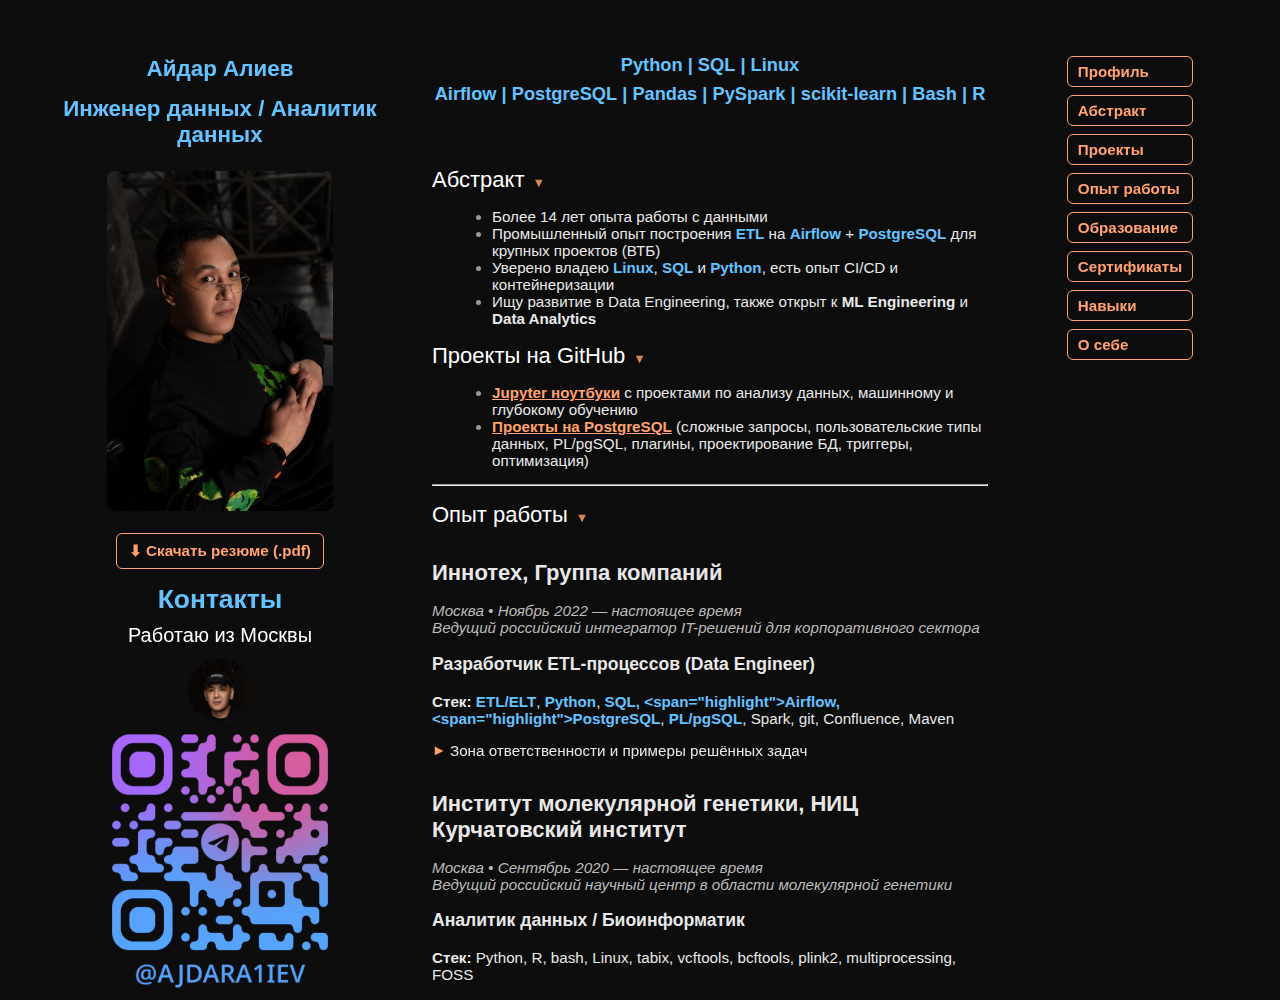 Айдар Алиев
Инженер данных / Аналитик
данных
⬇ Скачать резюме (.pdf)
Контакты
Работаю из Москвы
@AJDARA1IEV
Python | SQL | Linux
Airflow | PostgreSQL | Pandas | PySpark | scikit-learn | Bash | R
Абстракт ▼
Более 14 лет опыта работы с данными
Промышленный опыт построения ETL на Airflow + PostgreSQL для
крупных проектов (ВТБ)
Уверено владею Linux, SQL и Python, есть опыт CI/CD и
контейнеризации
Ищу развитие в Data Engineering, также открыт к ML Engineering и
Data Analytics
Проекты на GitHub ▼
Jupyter ноутбуки с проектами по анализу данных, машинному и
глубокому обучению
Проекты на PostgreSQL (сложные запросы, пользовательские типы
данных, PL/pgSQL, плагины, проектирование БД, триггеры,
оптимизация)
Опыт работы ▼
Иннотех, Группа компаний
Москва • Ноябрь 2022 — настоящее время
Ведущий российский интегратор IT-решений для корпоративного сектора
Разработчик ETL-процессов (Data Engineer)
Стек: ETL/ELT, Python, SQL, <span="highlight">Airflow,
<span="highlight">PostgreSQL, PL/pgSQL, Spark, git, Confluence, Maven
► Зона ответственности и примеры решённых задач
Институт молекулярной генетики, НИЦ
Курчатовский институт
Москва • Сентябрь 2020 — настоящее время
Ведущий российский научный центр в области молекулярной генетики
Аналитик данных / Биоинформатик
Стек: Python, R, bash, Linux, tabix, vcftools, bcftools, plink2, multiprocessing,
FOSS
Профиль
Абстракт
Проекты
Опыт работы
Образование
Сертификаты
Навыки
О себе